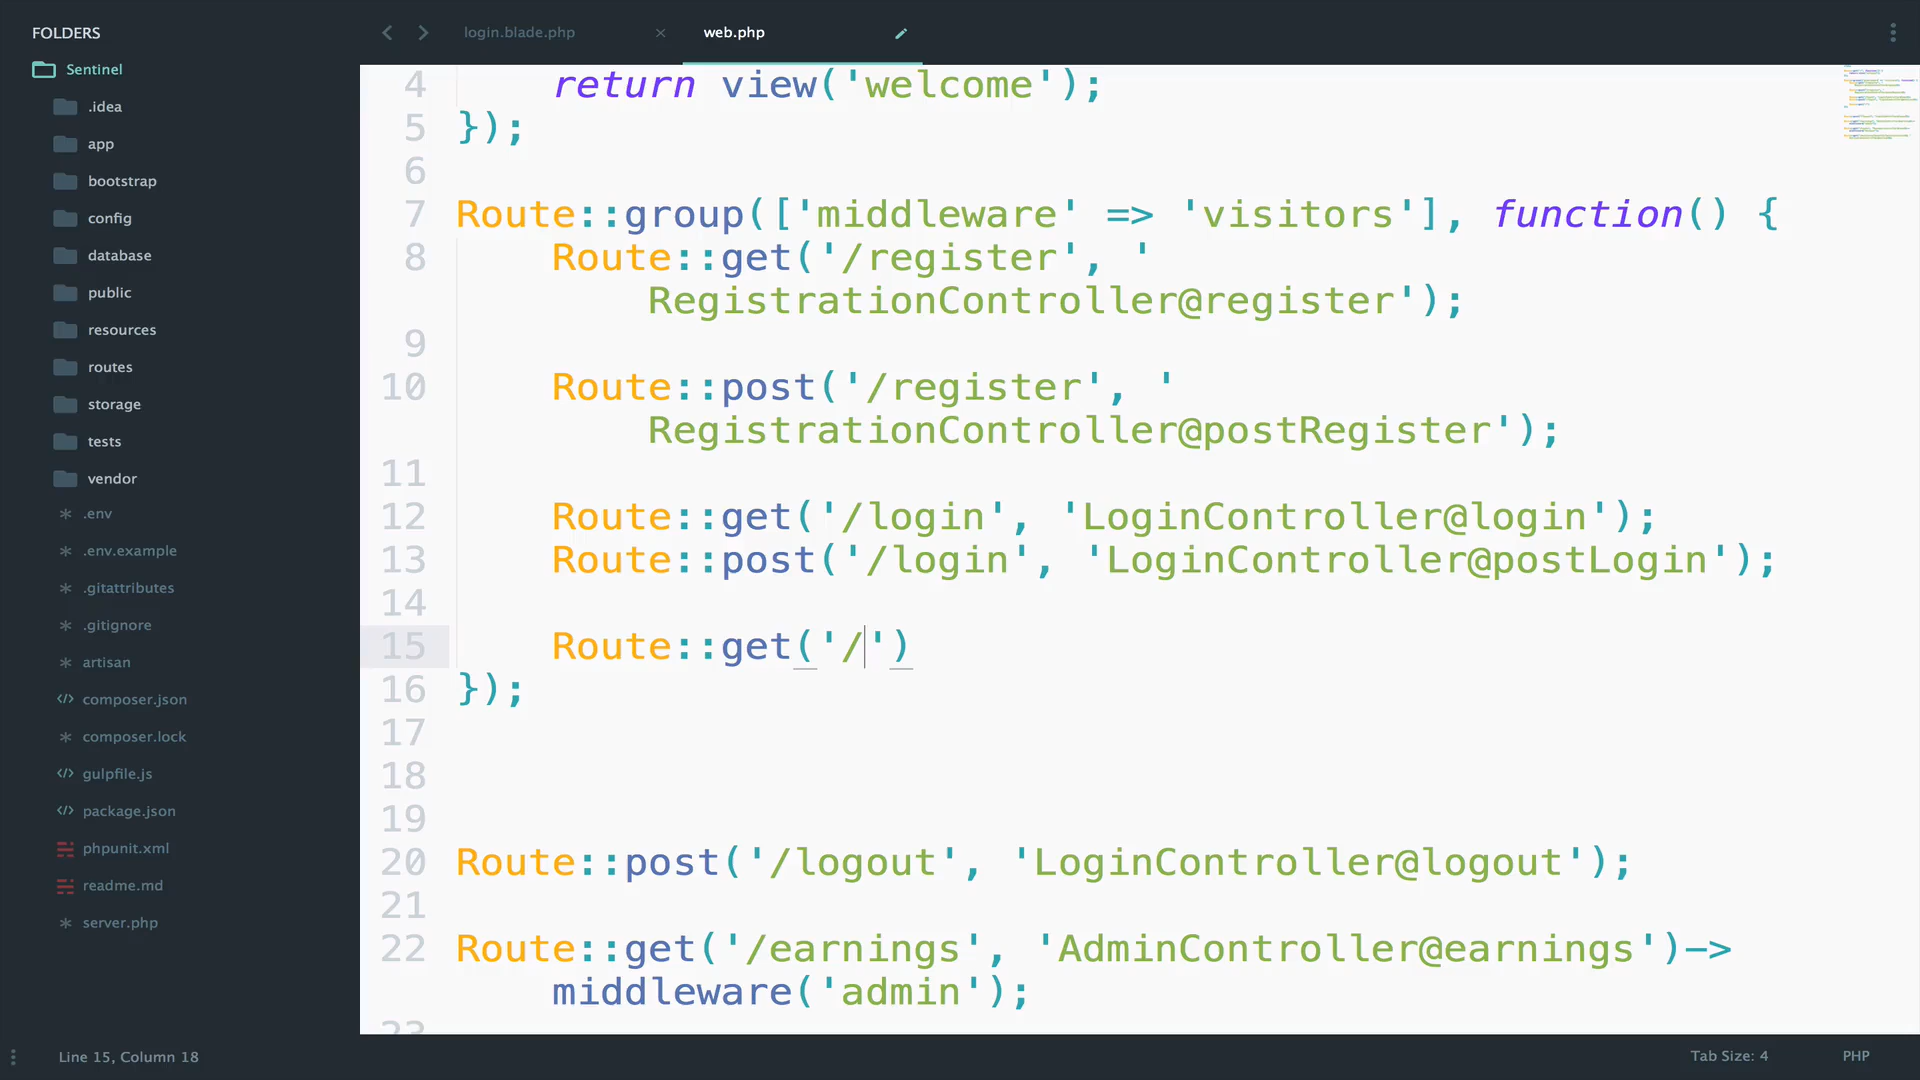 FOLDERS
Sentinel
.idea
app
bootstrap
config
database
public
resources
routes
storage
tests
vendor
.env
.env.example
.gitattributes
.gitignore
artisan
composer.json
composer.lock
gulpfile.js
package.json
phpunit.xml
readme.md
server.php
login.blade.php
web.php
4 return view('welcome');
5 });
6
7 Route::group(['middleware' => 'visitors'], function() {
8 Route::get('/register', '
RegistrationController@register');
9
10 Route::post('/register', '
RegistrationController@postRegister');
11
12 Route::get('/login', 'LoginController@login');
13 Route::post('/login', 'LoginController@postLogin');
14
15 Route::get('/')
16 });
17
18
19
20 Route::post('/logout', 'LoginController@logout');
21
22 Route::get('/earnings', 'AdminController@earnings')->
middleware('admin');
23
Line 15, Column 18
Tab Size: 4
PHP